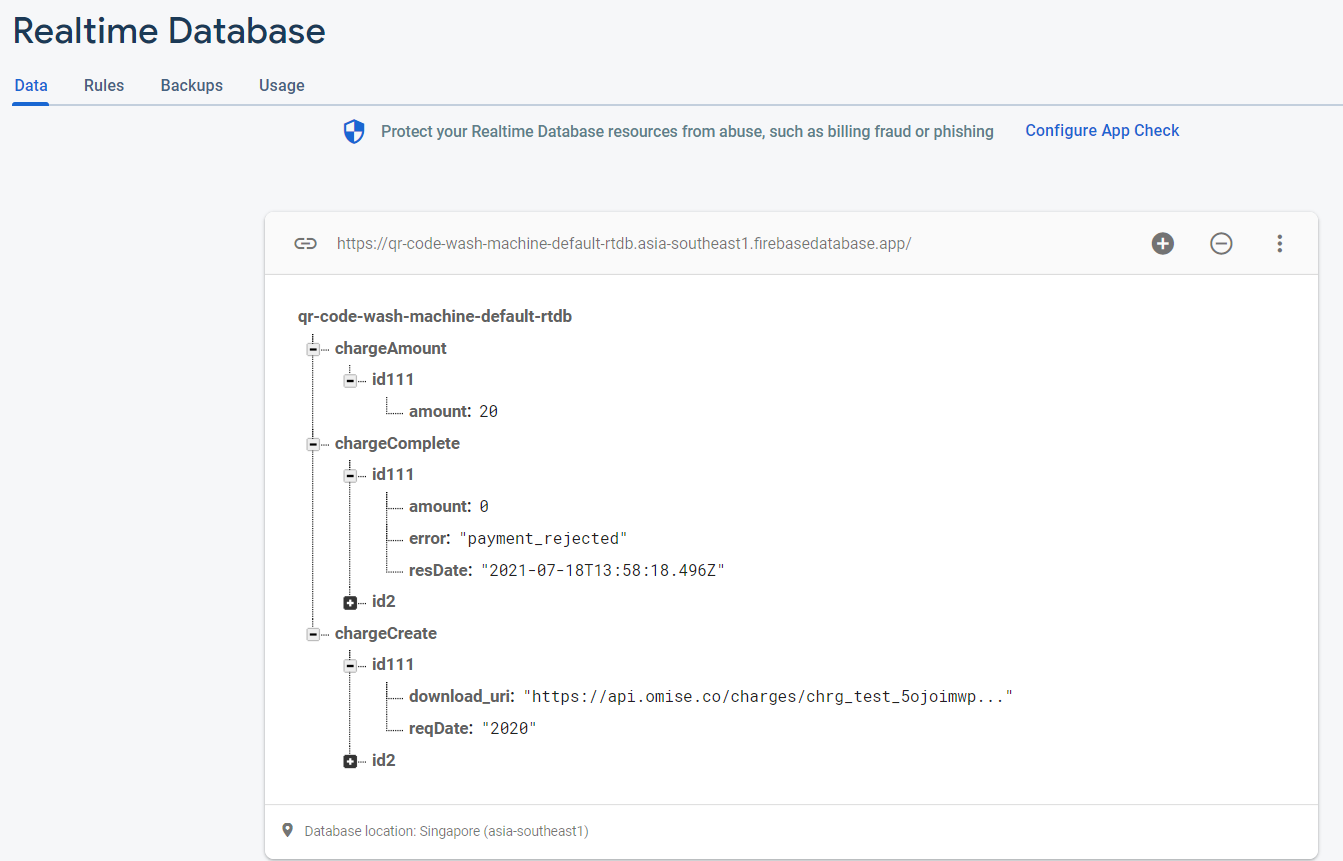 Realtime Database
Data Rules Backups Usage
Protect your Realtime Database resources from abuse, such as billing fraud or phishing Configure App Check
https://qr-code-wash-machine-default-rtdb.asia-southeast1.firebasedatabase.app/
qr-code-wash-machine-default-rtdb
chargeAmount
id111
amount: 20
chargeComplete
id111
amount: 0
error: "payment_rejected"
resDate: "2021-07-18T13:58:18.496Z"
id2
chargeCreate
id111
download_uri: "https://api.omise.co/charges/chrg_test_5ojoimwp..."
reqDate: "2020"
id2
Database location: Singapore (asia-southeast1)